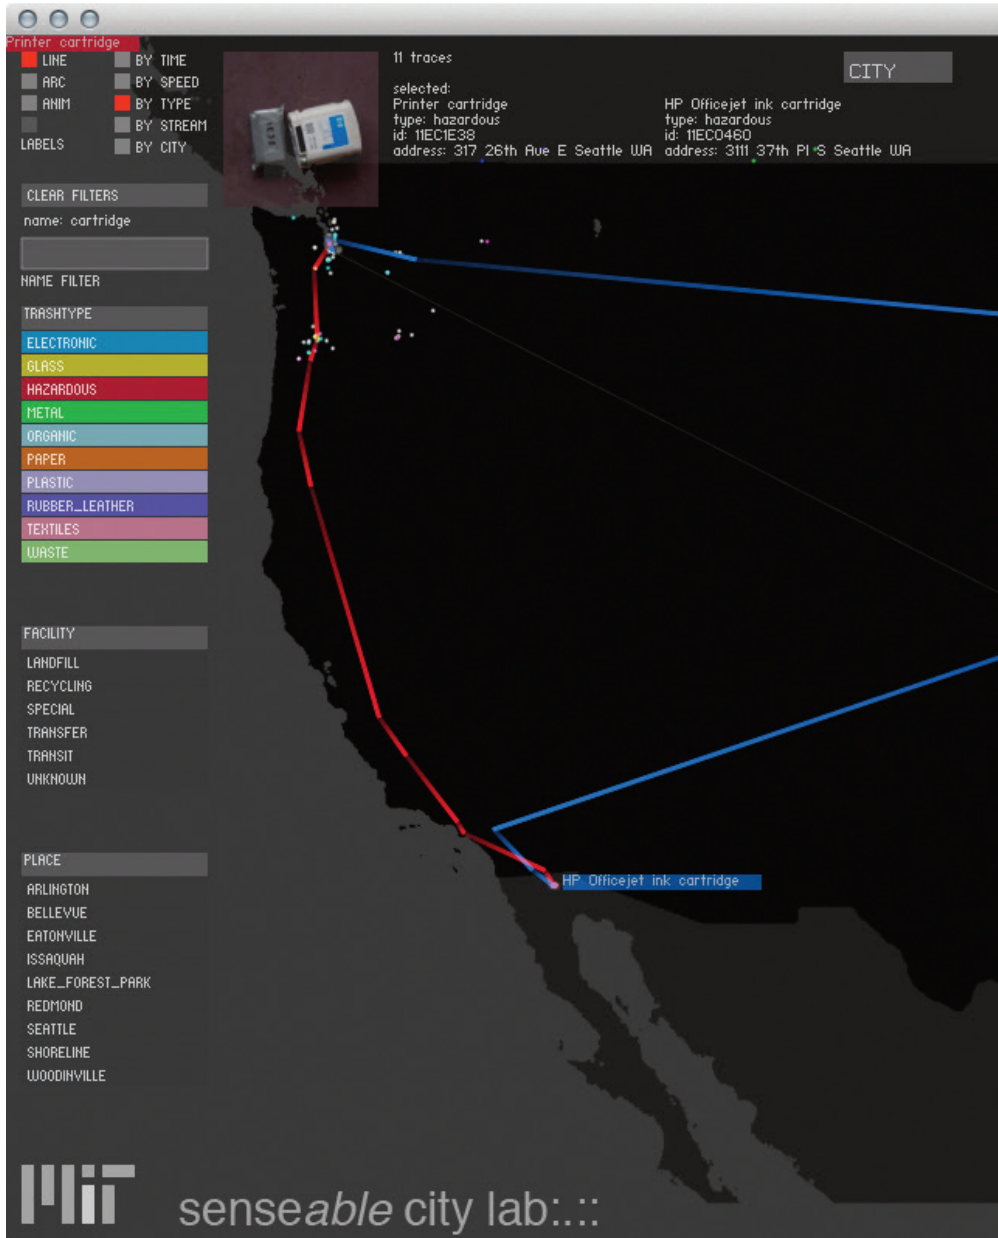 Printer cartridge
LINE
ARC
ANIM
LABELS
BY TIME
BY SPEED
BY TYPE
BY STREAM
BY CITY
11 traces
selected:
Printer cartridge
type: hazardous
id: 11EC1E38
address: 317 26th Ave E Seattle WA
HP Officejet ink cartridge
type: hazardous
id: 11EC0460
address: 3111 37th Pl S Seattle WA
CITY
CLEAR FILTERS
name: cartridge
NAME FILTER
TRASHTYPE
ELECTRONIC
GLASS
HAZARDOUS
METAL
ORGANIC
PAPER
PLASTIC
RUBBER_LEATHER
TEXTILES
WASTE
FACILITY
LANDFILL
RECYCLING
SPECIAL
TRANSFER
TRANSIT
UNKNOWN
PLACE
ARLINGTON
BELLEVUE
EATONVILLE
ISSAQUAH
LAKE_FOREST_PARK
REDMOND
SEATTLE
SHORELINE
WOODINVILLE
HP Officejet ink cartridge
MIT
senseable city lab:.::